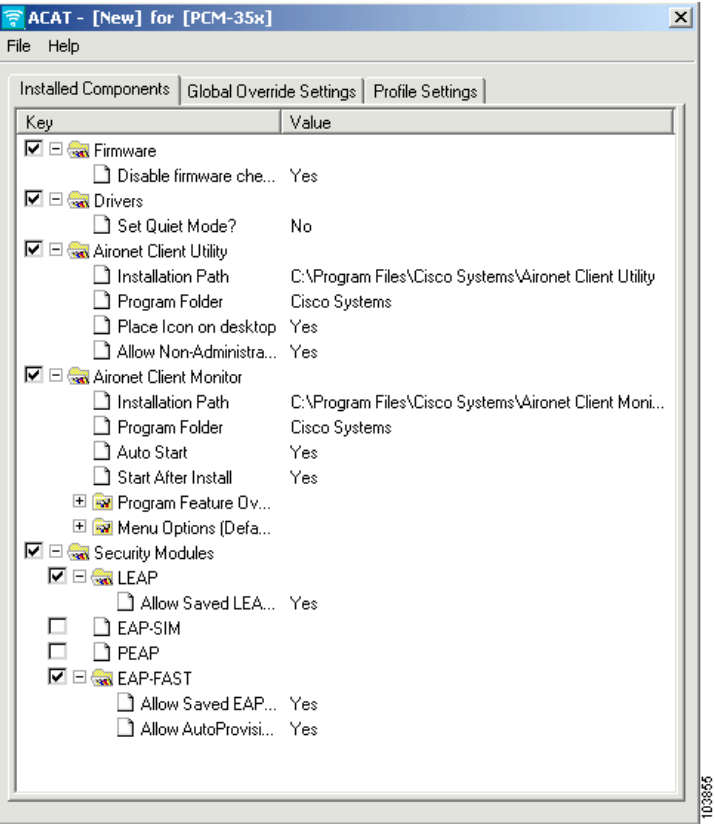 ACAT - [New] for [PCM-35x]
File Help
Installed Components Global Override Settings Profile Settings
Key Value
Firmware
Disable firmware che... Yes
Drivers
Set Quiet Mode? No
Aironet Client Utility
Installation Path C:\Program Files\Cisco Systems\Aironet Client Utility
Program Folder Cisco Systems
Place Icon on desktop Yes
Allow Non-Administra... Yes
Aironet Client Monitor
Installation Path C:\Program Files\Cisco Systems\Aironet Client Moni...
Program Folder Cisco Systems
Auto Start Yes
Start After Install Yes
Program Feature Ov...
Menu Options (Defa...
Security Modules
LEAP
Allow Saved LEA... Yes
EAP-SIM
PEAP
EAP-FAST
Allow Saved EAP... Yes
Allow AutoProvisi... Yes
103855